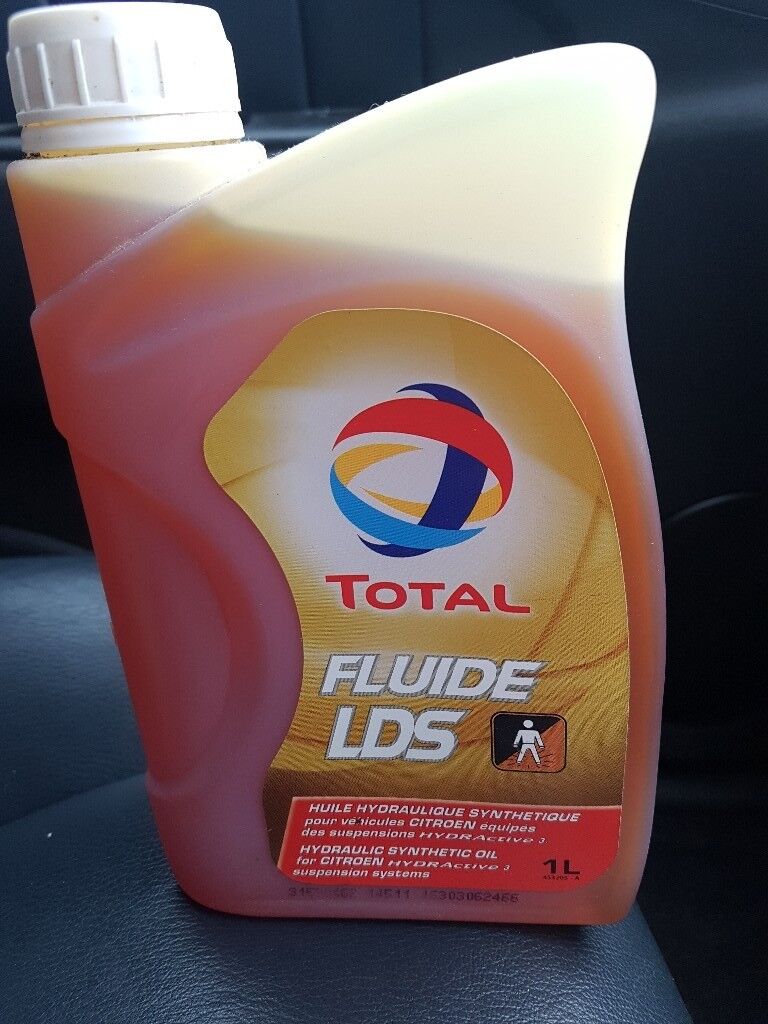 TOTAL
FLUIDE
LDS
HUILE HYDRAULIQUE SYNTHETIQUE
pour véhicules CITROEN équipés
des suspensions HYDRACTIVE 3
HYDRAULIC SYNTHETIC OIL
for CITROEN HYDRACTIVE 3
suspension systems
1L